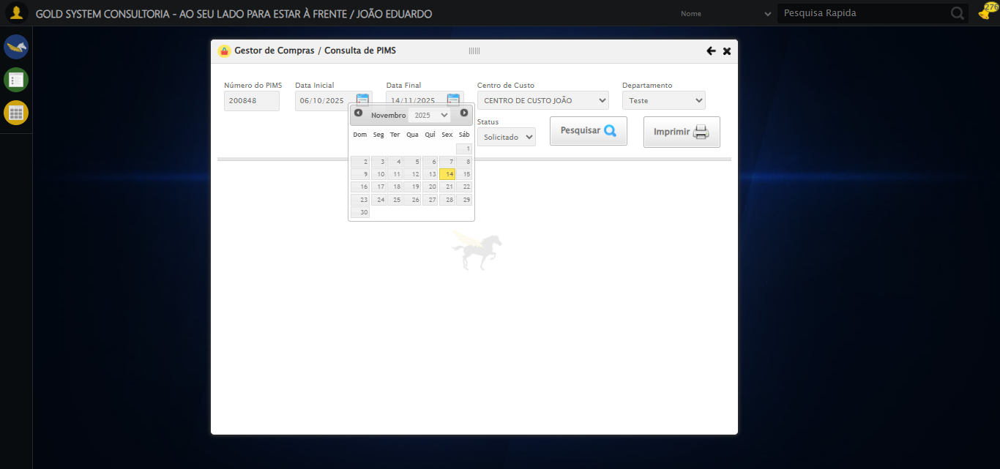 GOLD SYSTEM CONSULTORIA - AO SEU LADO PARA ESTAR À FRENTE / JOÃO EDUARDO
Nome
Pesquisa Rapida
276
Gestor de Compras / Consulta de PIMS
Número do PIMS Data Inicial Data Final Centro de Custo Departamento
200848 06/10/2025 14/11/2025 CENTRO DE CUSTO JOÃO Teste
Novembro 2025
Status
Solicitado Pesquisar Imprimir
Dom Seg Ter Qua Qui Sex Sáb
1
2 3 4 5 6 7 8
9 10 11 12 13 14 15
16 17 18 19 20 21 22
23 24 25 26 27 28 29
30